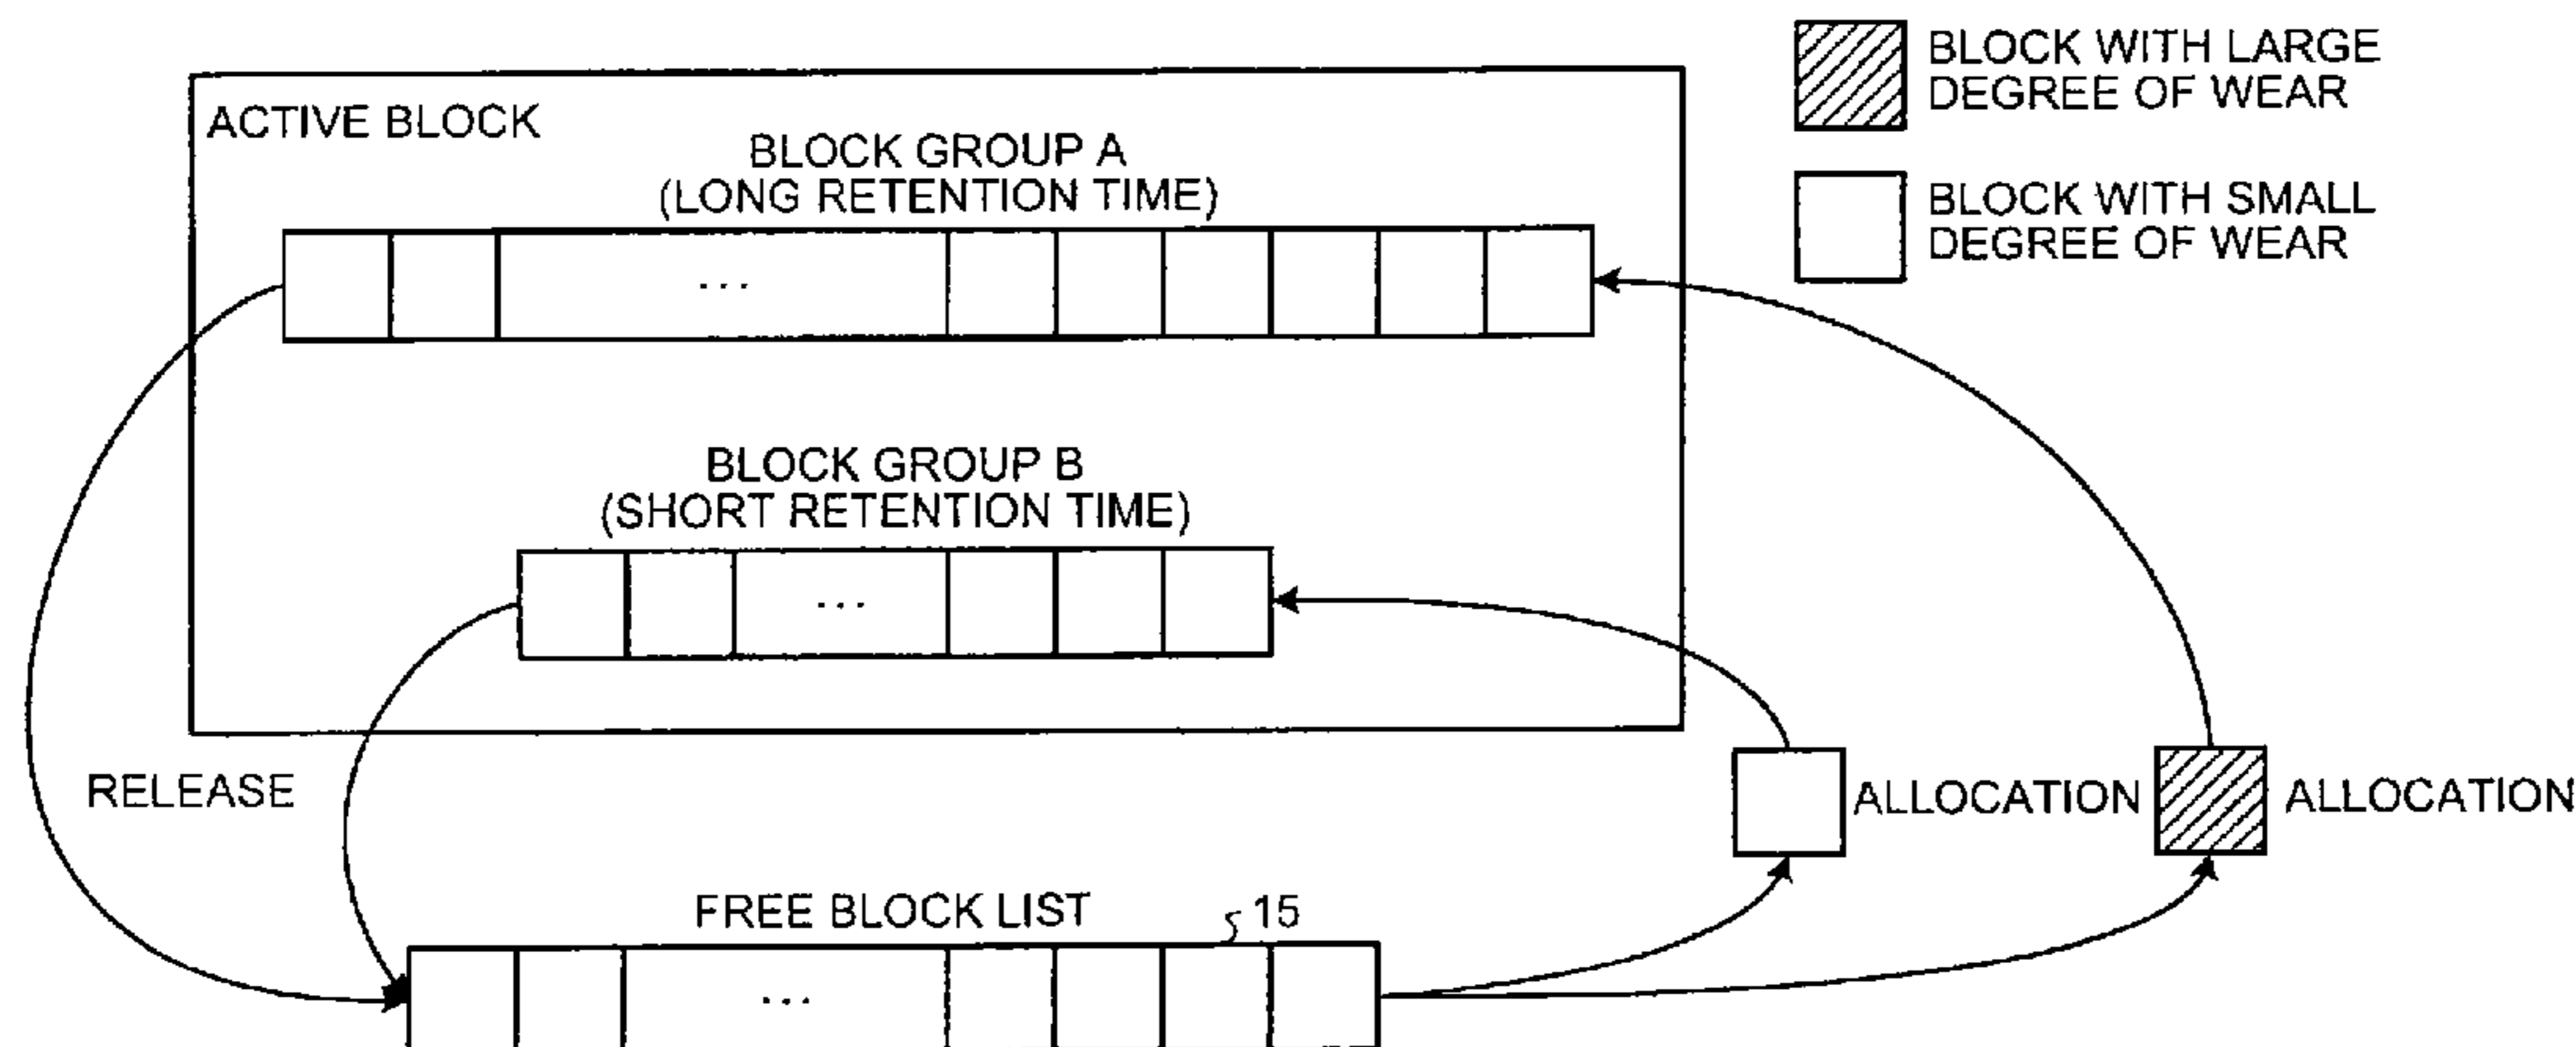 BLOCK WITH LARGE
DEGREE OF WEAR
BLOCK WITH SMALL
DEGREE OF WEAR
ACTIVE BLOCK
BLOCK GROUP A
(LONG RETENTION TIME)
...
BLOCK GROUP B
(SHORT RETENTION TIME)
...
RELEASE
ALLOCATION
ALLOCATION
FREE BLOCK LIST
15
...